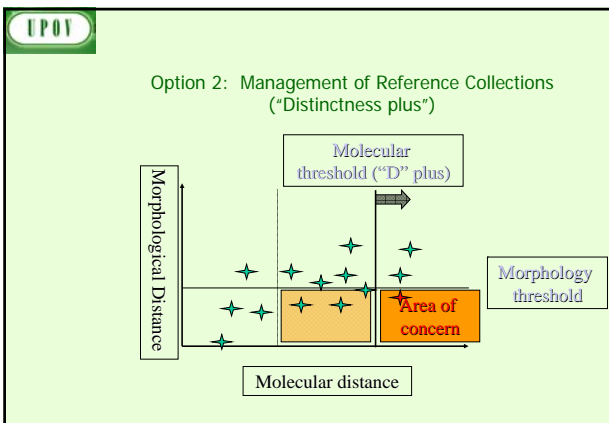 UPOV
Option 2: Management of Reference Collections
("Distinctness plus")
Molecular
threshold ("D" plus)
Morphological Distance
Morphology
threshold
Area of
concern
Molecular distance